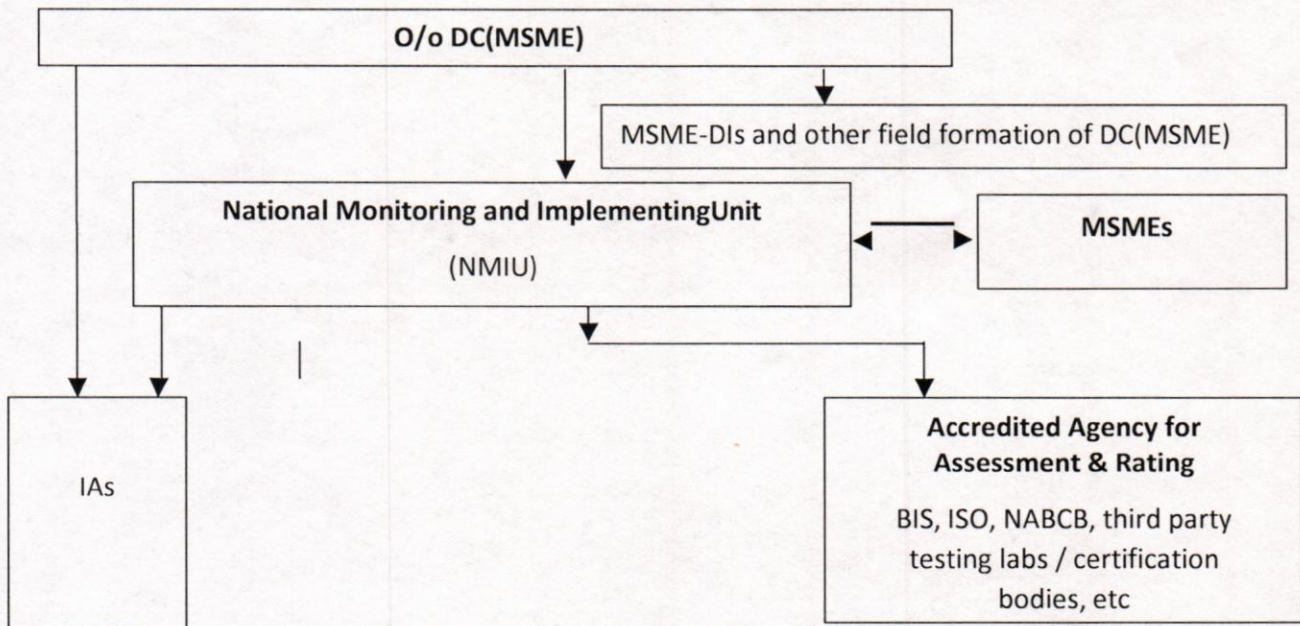 O/o DC(MSME)
MSME-DIs and other field formation of DC(MSME)
National Monitoring and ImplementingUnit
(NMIU)
MSMEs
IAs
Accredited Agency for
Assessment & Rating
BIS, ISO, NABCB, third party
testing labs / certification
bodies, etc